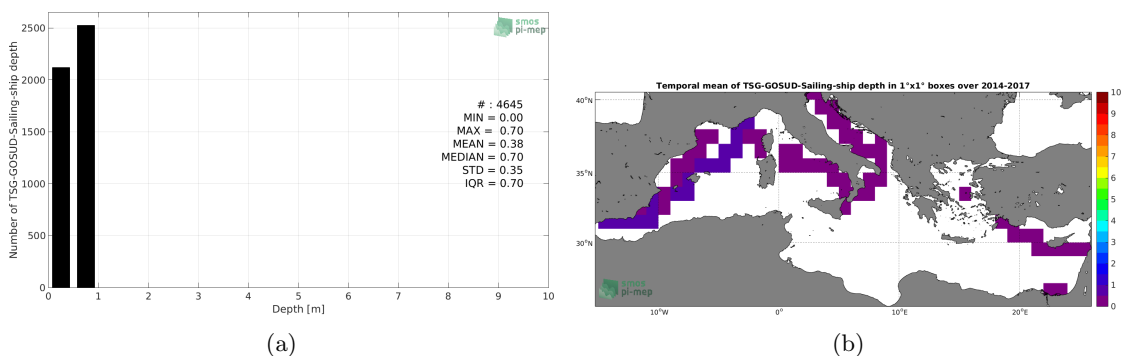 smos
pi-mep
Number of TSG-GOSUD-Sailing-ship depth
2500
2000
1500
1000
500
0
# : 4645
MIN = 0.00
MAX = 0.70
MEAN = 0.38
MEDIAN = 0.70
STD = 0.35
IQR = 0.70
0 1 2 3 4 5 6 7 8 9 10
Depth [m]
(a)
Temporal mean of TSG-GOSUD-Sailing-ship depth in 1°x1° boxes over 2014-2017
40°N
35°N
30°N
10°W
0°
10°E
20°E
10
9
8
7
6
5
4
3
2
1
0
smos
pi-mep
(b)